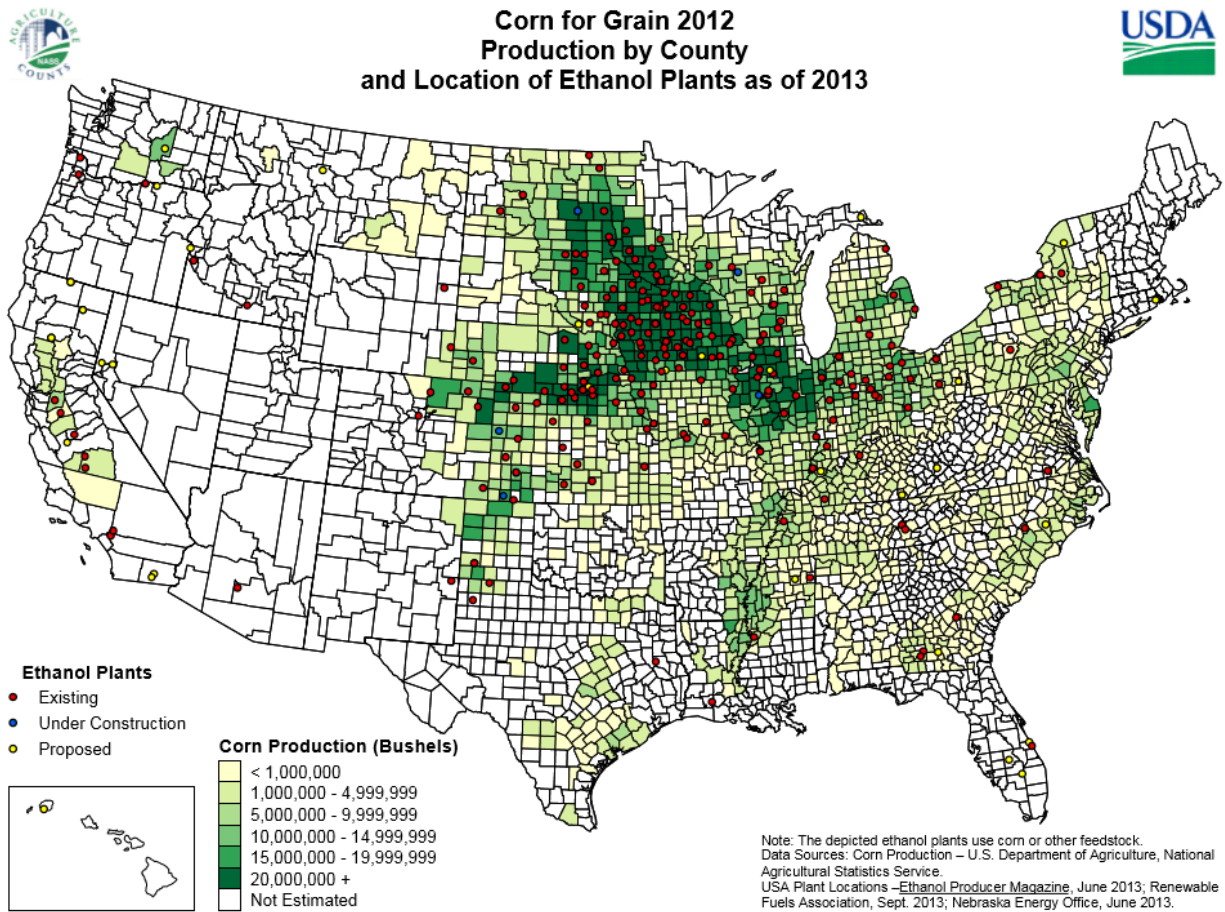 AGRICULTURE
NASS
COUNTS
Corn for Grain 2012
Production by County
and Location of Ethanol Plants as of 2013
USDA
Ethanol Plants
Existing
Under Construction
Proposed
Corn Production (Bushels)
< 1,000,000
1,000,000 - 4,999,999
5,000,000 - 9,999,999
10,000,000 - 14,999,999
15,000,000 - 19,999,999
20,000,000 +
Not Estimated
Note: The depicted ethanol plants use corn or other feedstock.
Data Sources: Corn Production – U.S. Department of Agriculture, National
Agricultural Statistics Service.
USA Plant Locations –Ethanol Producer Magazine, June 2013; Renewable
Fuels Association, Sept. 2013; Nebraska Energy Office, June 2013.